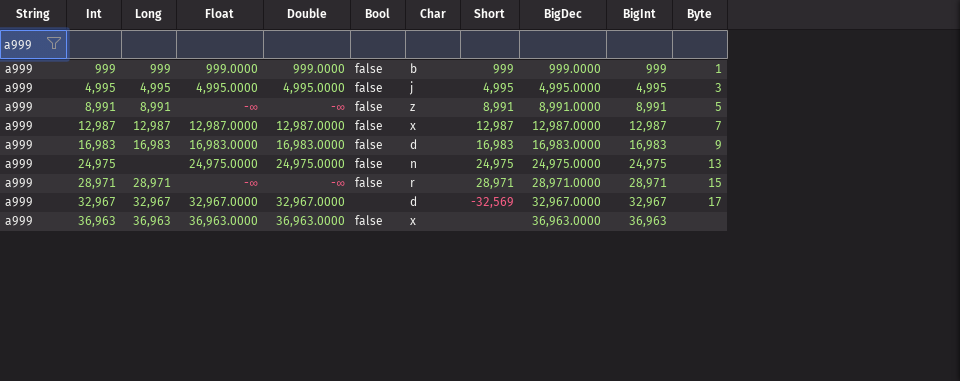 String Int Long Float Double Bool Char Short BigDec BigInt Byte
a999
a999 999 999 999.0000 999.0000 false b 999 999.0000 999 1
a999 4,995 4,995 4,995.0000 4,995.0000 false j 4,995 4,995.0000 4,995 3
a999 8,991 8,991 -∞ -∞ false z 8,991 8,991.0000 8,991 5
a999 12,987 12,987 12,987.0000 12,987.0000 false x 12,987 12,987.0000 12,987 7
a999 16,983 16,983 16,983.0000 16,983.0000 false d 16,983 16,983.0000 16,983 9
a999 24,975 24,975.0000 24,975.0000 false n 24,975 24,975.0000 24,975 13
a999 28,971 28,971 -∞ -∞ false r 28,971 28,971.0000 28,971 15
a999 32,967 32,967 32,967.0000 32,967.0000 d -32,569 32,967.0000 32,967 17
a999 36,963 36,963 36,963.0000 36,963.0000 false x 36,963.0000 36,963